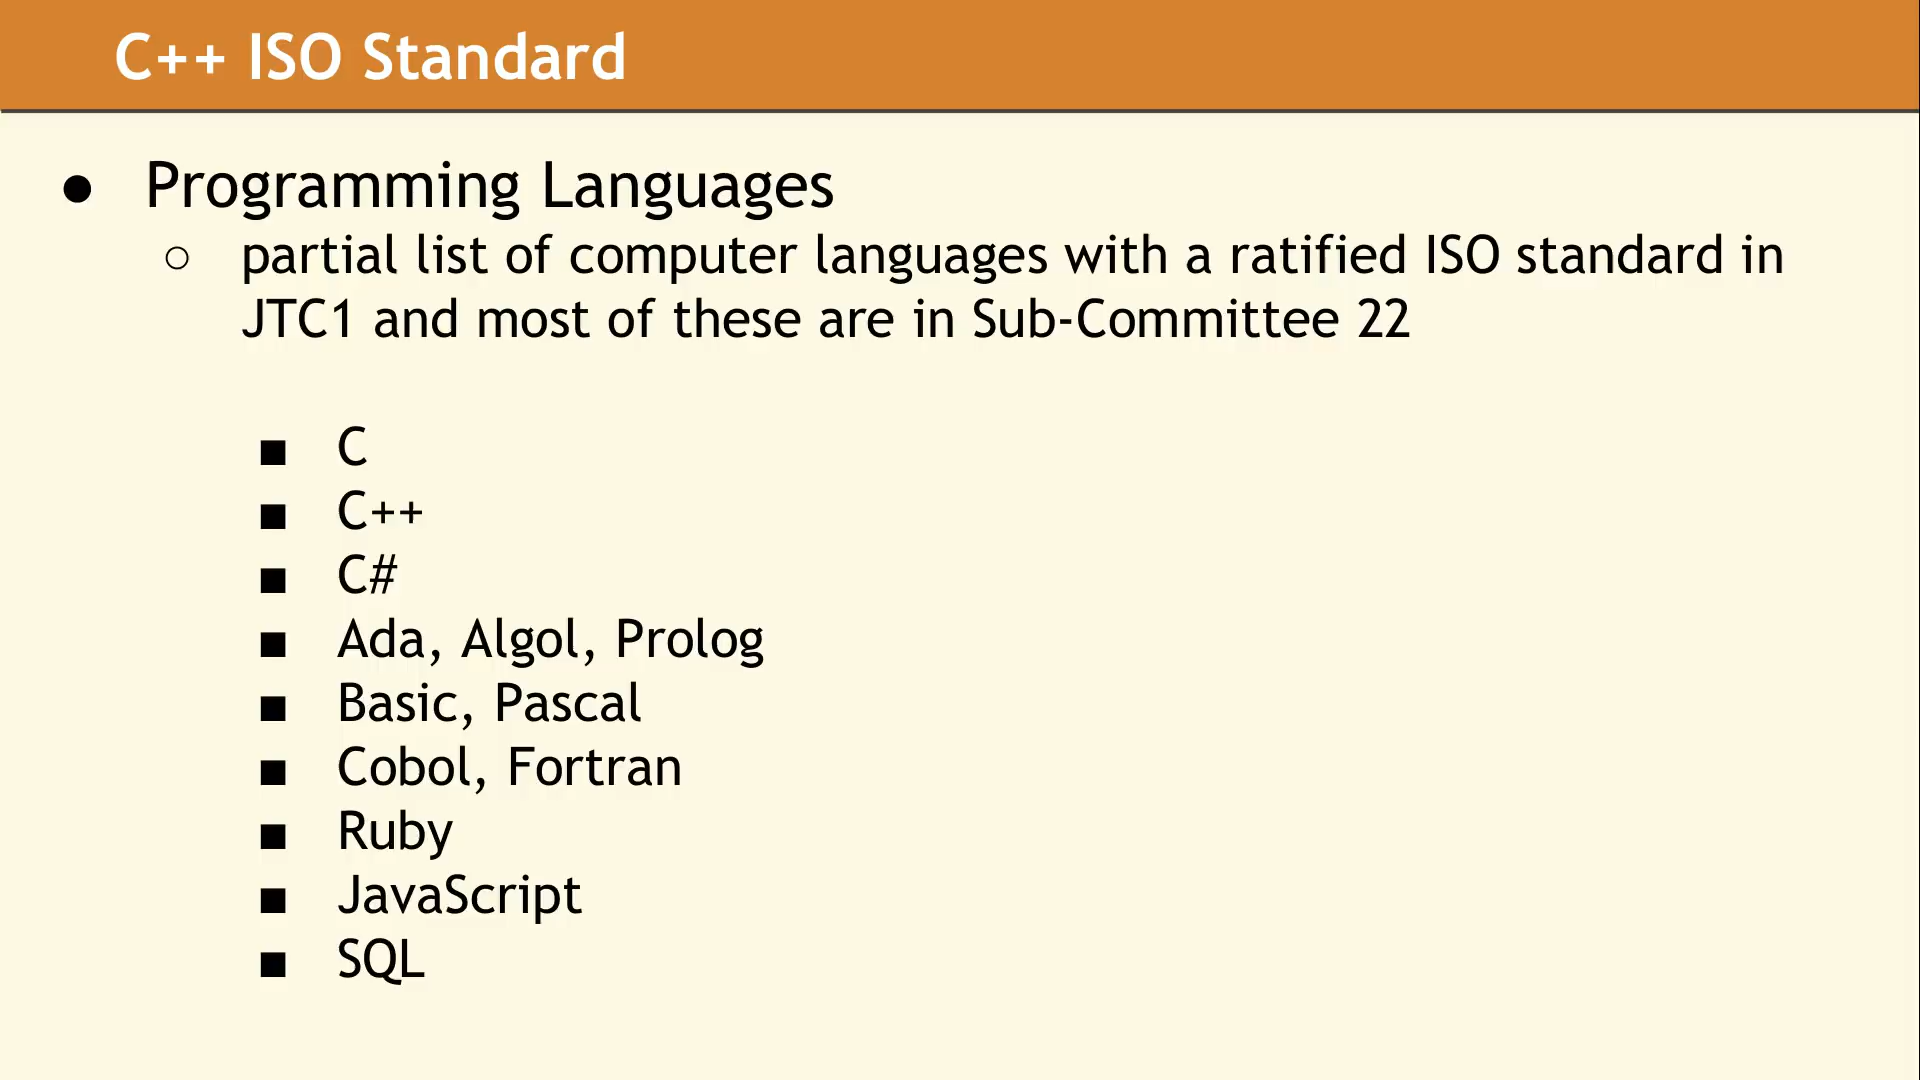 C++ ISO Standard
● Programming Languages
○ partial list of computer languages with a ratified ISO standard in
JTC1 and most of these are in Sub-Committee 22
■ C
■ C++
■ C#
■ Ada, Algol, Prolog
■ Basic, Pascal
■ Cobol, Fortran
■ Ruby
■ JavaScript
■ SQL